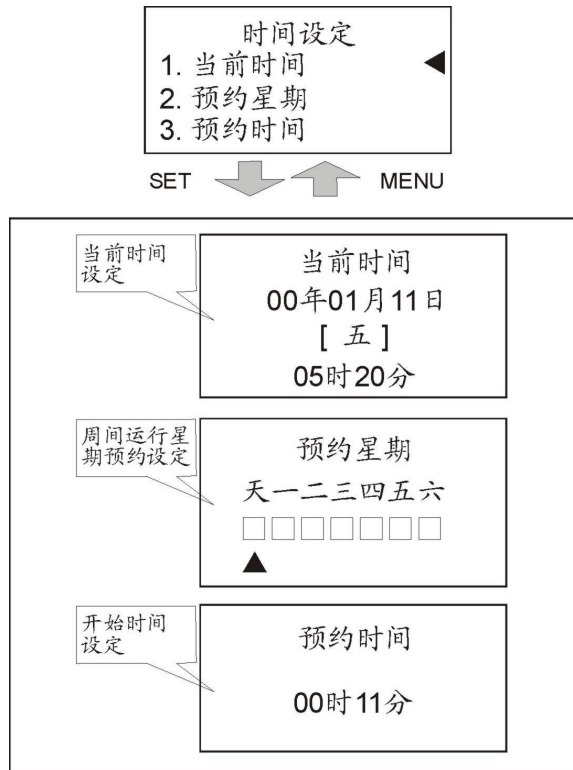 时间设定
1. 当前时间
2. 预约星期
3. 预约时间
SET MENU
当前时间
设定
当前时间
00年01月11日
[ 五 ]
05时20分
周间运行星
期预约设定
预约星期
天一二三四五六
开始时间
设定
预约时间
00时11分